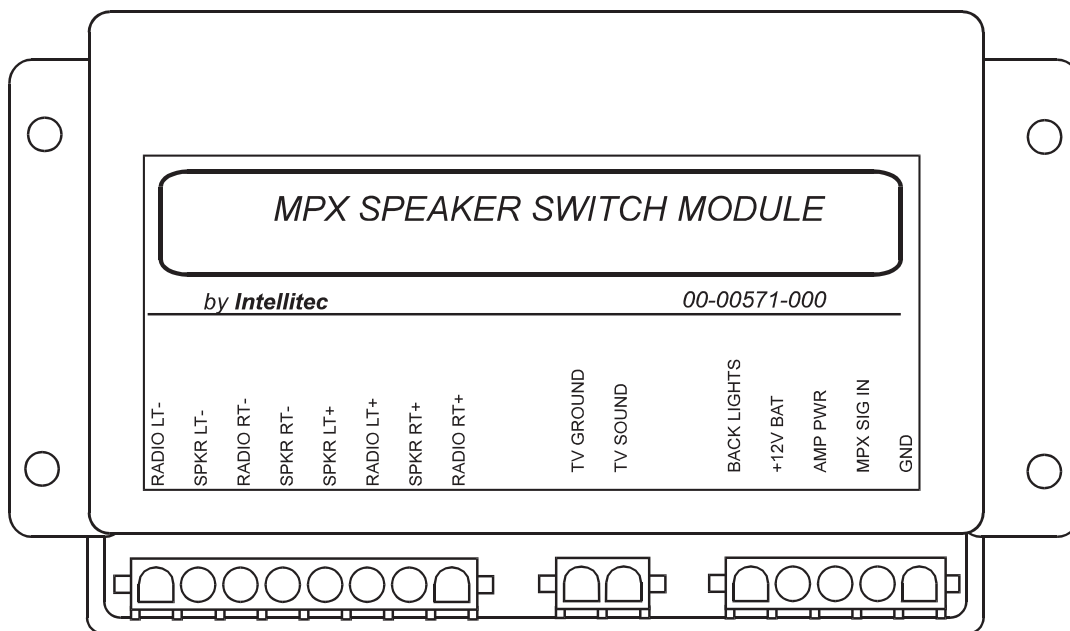 MPX SPEAKER SWITCH MODULE
by Intellitec
00-00571-000
RADIO LT-
SPKR LT-
RADIO RT-
SPKR RT-
SPKR LT+
RADIO LT+
SPKR RT+
RADIO RT+
TV GROUND
TV SOUND
BACK LIGHTS
+12V BAT
AMP PWR
MPX SIG IN
GND